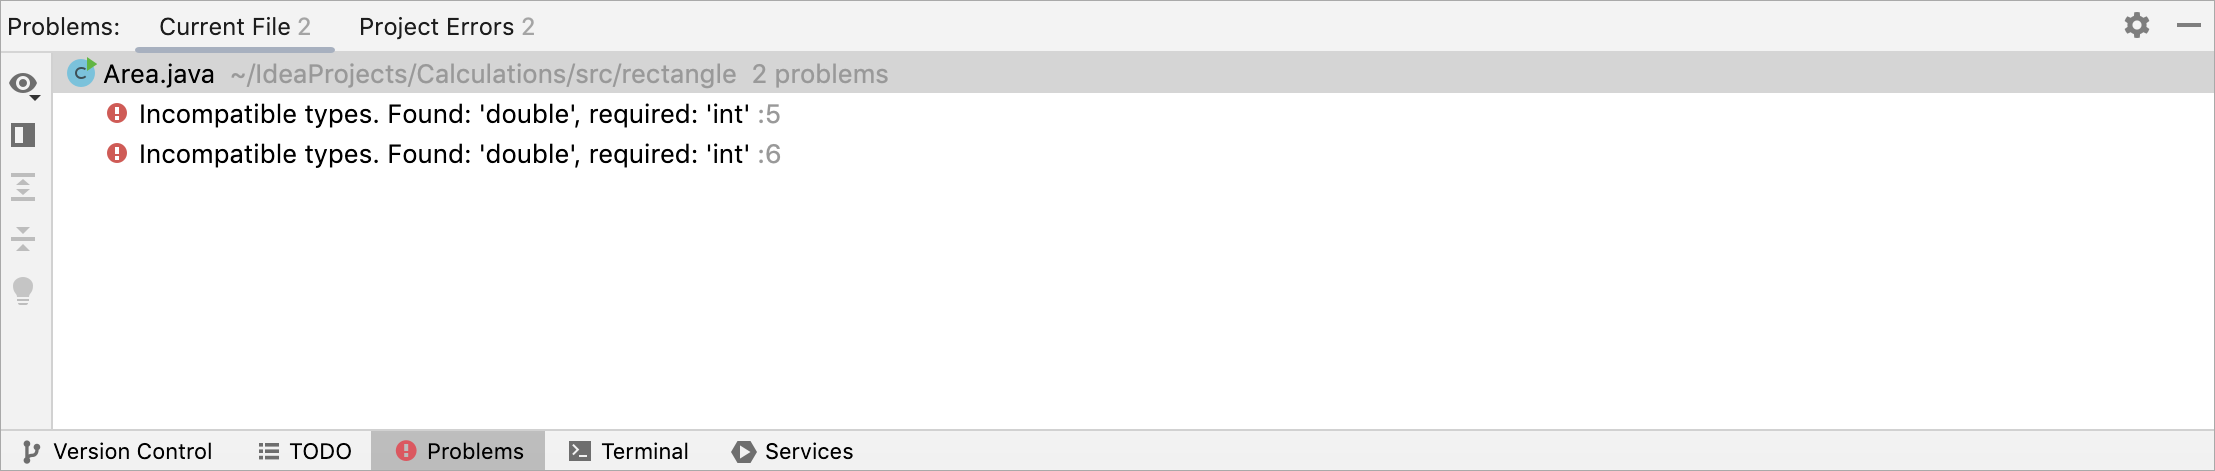 Problems: Current File 2 Project Errors 2
C Area.java ~/IdeaProjects/Calculations/src/rectangle 2 problems
Incompatible types. Found: 'double', required: 'int' :5
Incompatible types. Found: 'double', required: 'int' :6
Version Control TODO Problems Terminal Services